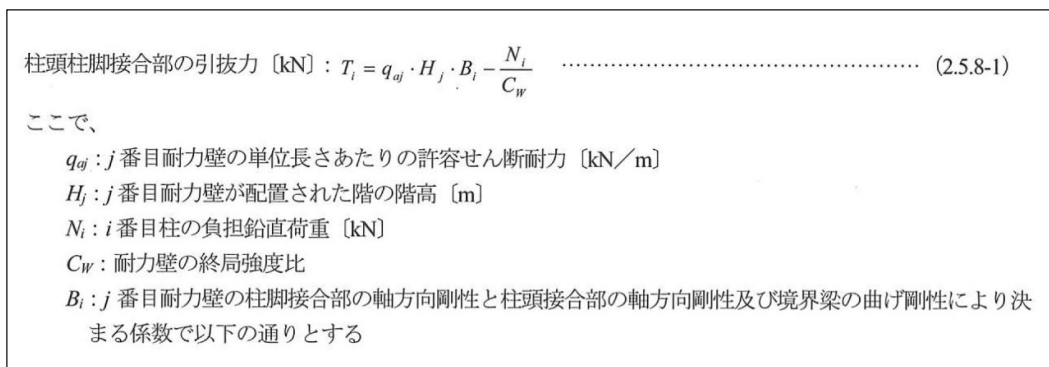 柱頭柱脚接合部の引抜力〔kN〕: T_i = q_aj · H_j · B_i − N_i / C_W ………………………………………… (2.5.8-1)
ここで、
q_aj : j 番目耐力壁の単位長さあたりの許容せん断耐力〔kN／m〕
H_j : j 番目耐力壁が配置された階の階高〔m〕
N_i : i 番目柱の負担鉛直荷重〔kN〕
C_W : 耐力壁の終局強度比
B_i : j 番目耐力壁の柱脚接合部の軸方向剛性と柱頭接合部の軸方向剛性及び境界梁の曲げ剛性により決
まる係数で以下の通りとする